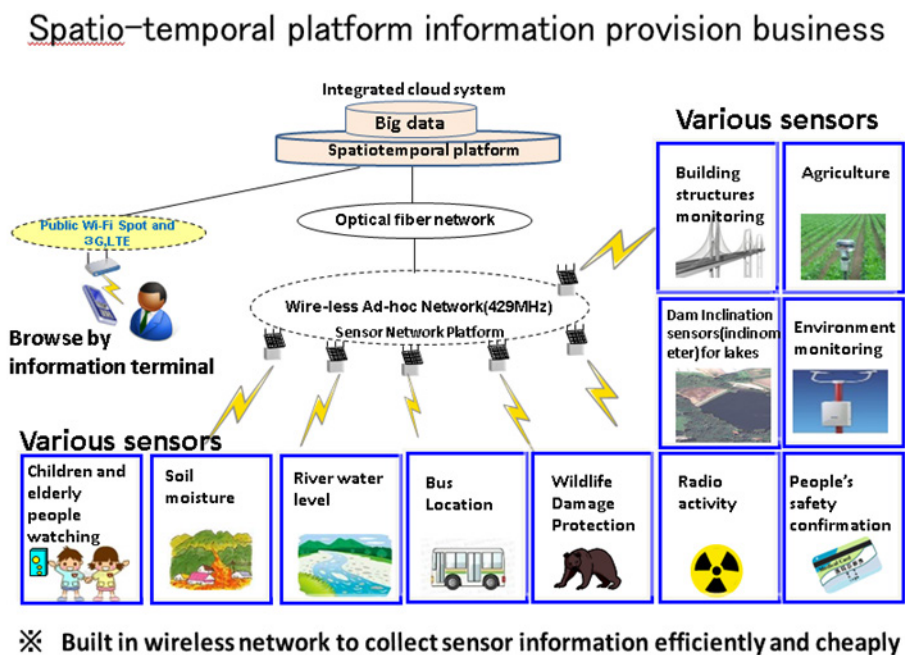 Spatio-temporal platform information provision business
Integrated cloud system
Big data
Spatiotemporal platform
Optical fiber network
Public Wi-Fi Spot and
3G,LTE
Wire-less Ad-hoc Network(429MHz)
Sensor Network Platform
Browse by
information terminal
Various sensors
Building
structures
monitoring
Agriculture
Dam Inclination
sensors(inclinom
eter)for lakes
Environment
monitoring
Various sensors
Children and
elderly
people
watching
Soil
moisture
River water
level
Bus
Location
Wildlife
Damage
Protection
Radio
activity
People's
safety
confirmation
※ Built in wireless network to collect sensor information efficiently and cheaply